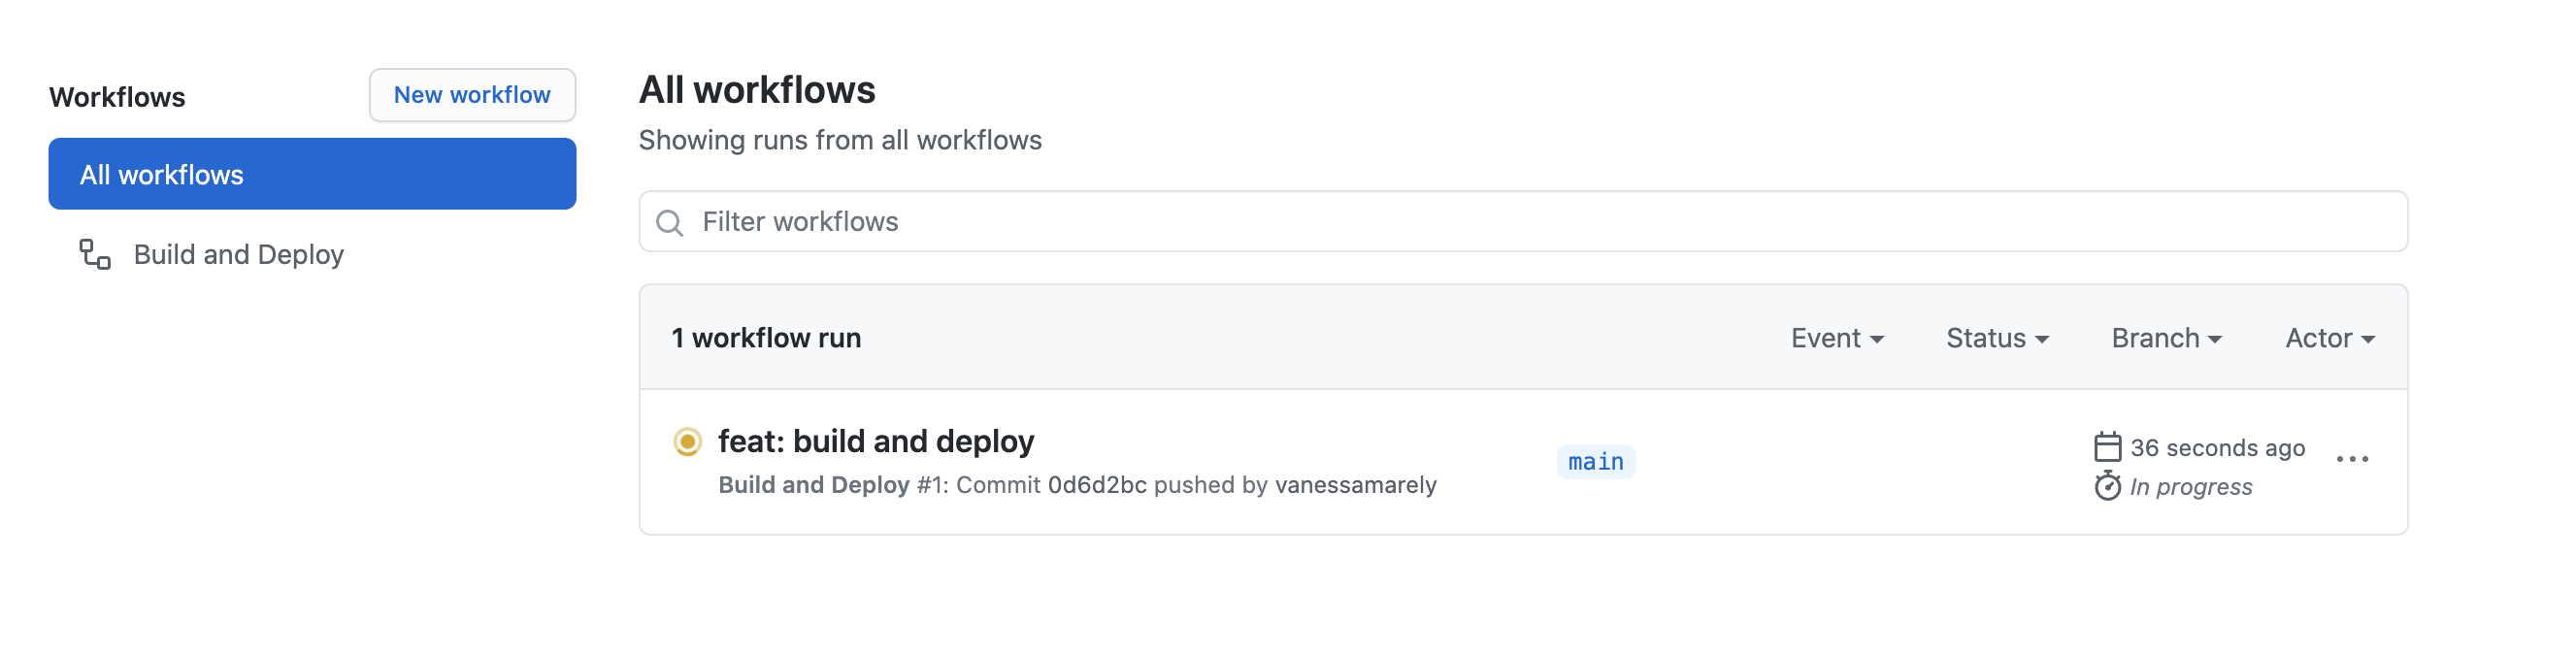 Workflows
New workflow
All workflows
Build and Deploy
All workflows
Showing runs from all workflows
Filter workflows
1 workflow run
Event
Status
Branch
Actor
feat: build and deploy
Build and Deploy #1: Commit 0d6d2bc pushed by vanessamarely
main
36 seconds ago
In progress